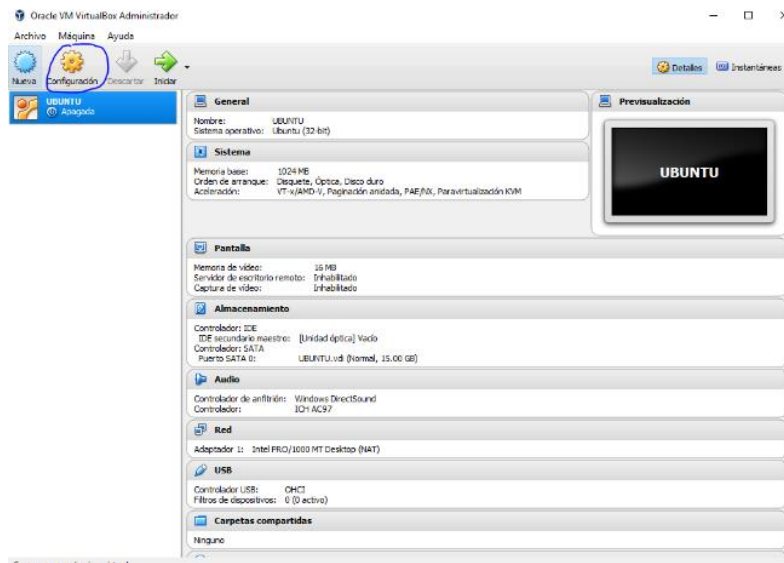 Oracle VM VirtualBox Administrador
Archivo Máquina Ayuda
Nueva Configuración Descartar Iniciar
Detalles Instantáneas
UBUNTU
Apagada
General
Nombre: UBUNTU
Sistema operativo: Ubuntu (32-bit)
Sistema
Memoria base: 1024 MB
Orden de arranque: Disquete, Óptica, Disco duro
Aceleración: VT-x/AMD-V, Paginación anidada, PAE/NX, Paravirtualización KVM
Previsualización
UBUNTU
Pantalla
Memoria de vídeo: 16 MB
Servidor de escritorio remoto: Inhabilitado
Captura de vídeo: Inhabilitado
Almacenamiento
Controlador: IDE
IDE secundario maestro: [Unidad óptica] Vacío
Controlador: SATA
Puerto SATA 0: UBUNTU.vdi (Normal, 15.00 GB)
Audio
Controlador de anfitrión: Windows DirectSound
Controlador: ICH AC97
Red
Adaptador 1: Intel PRO/1000 MT Desktop (NAT)
USB
Controlador USB: OHCI
Filtros de dispositivos: 0 (0 activo)
Carpetas compartidas
Ninguno